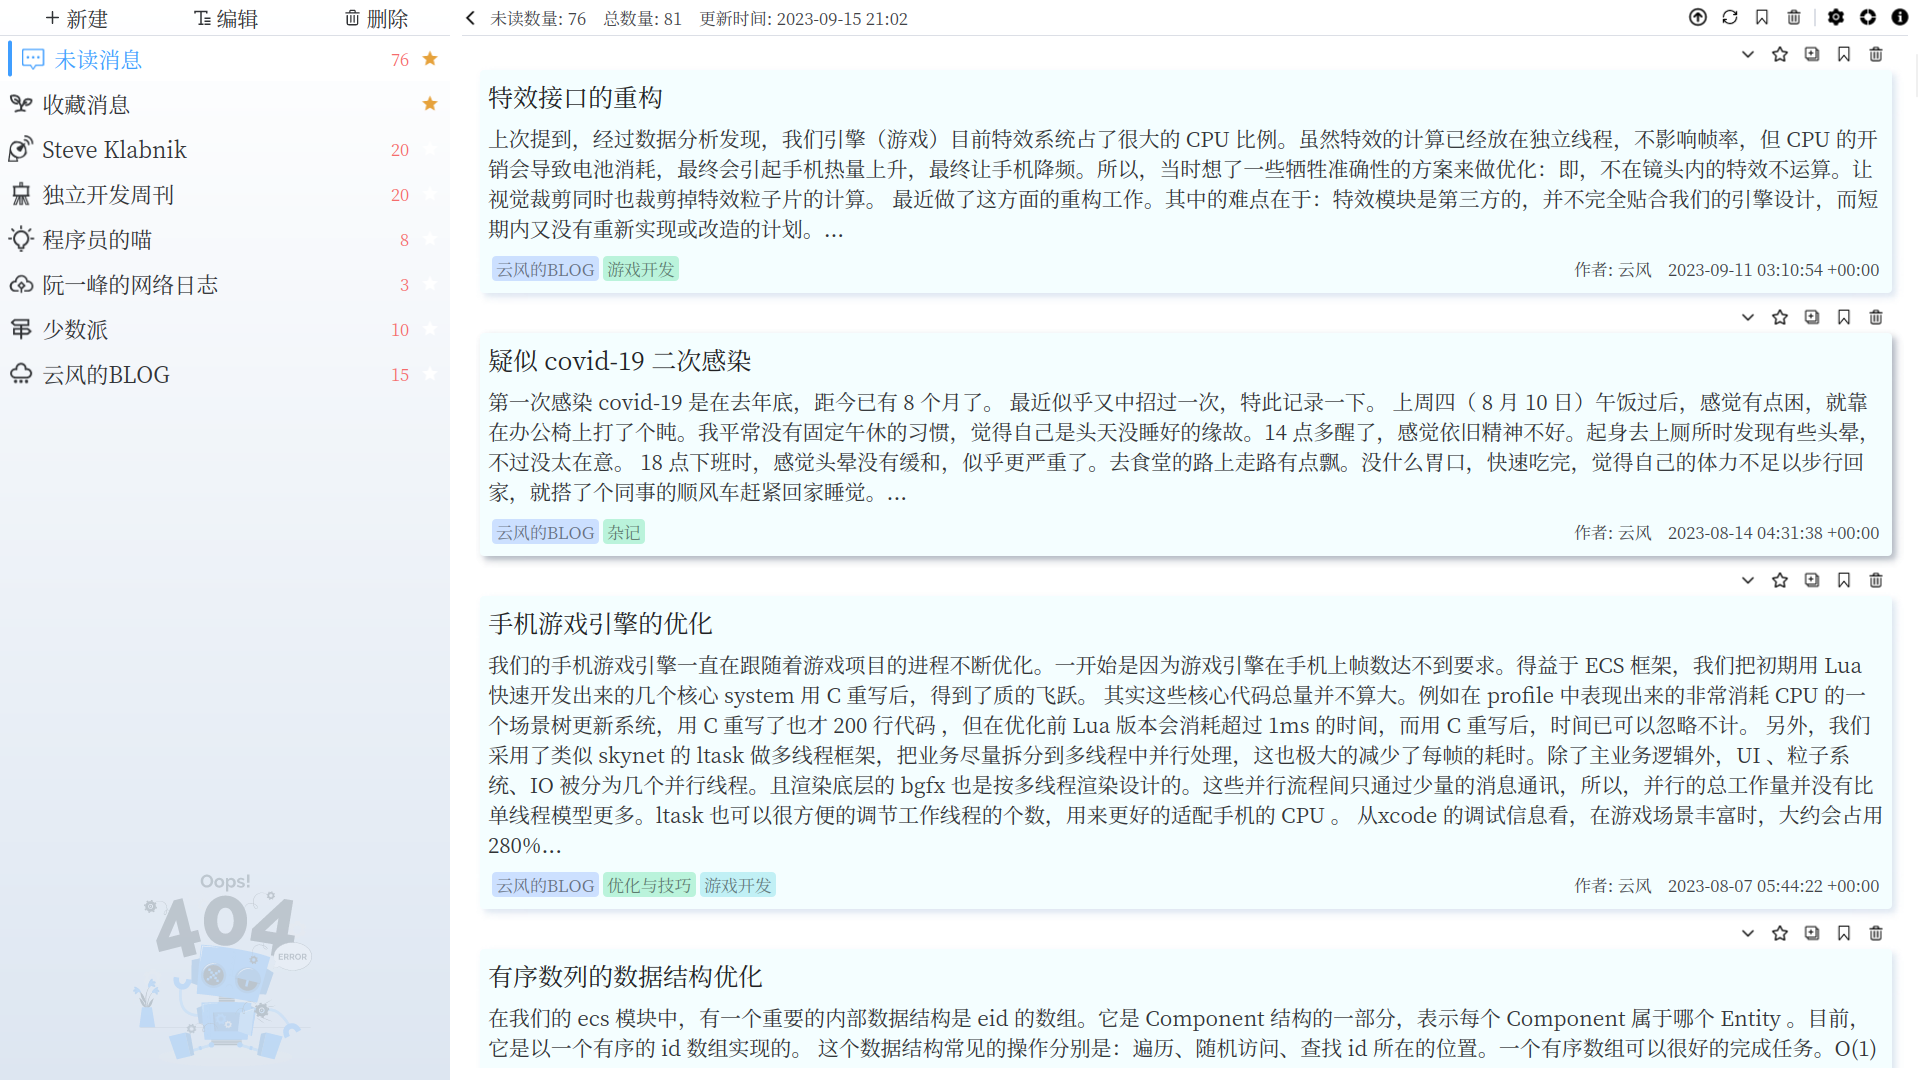 新建 编辑 删除
未读数量: 76 总数量: 81 更新时间: 2023-09-15 21:02
未读消息 76
收藏消息
Steve Klabnik 20
独立开发周刊 20
程序员的喵 8
阮一峰的网络日志 3
少数派 10
云风的BLOG 15
Oops!
404
ERROR
特效接口的重构
上次提到，经过数据分析发现，我们引擎（游戏）目前特效系统占了很大的 CPU 比例。虽然特效的计算已经放在独立线程，不影响帧率，但 CPU 的开
销会导致电池消耗，最终会引起手机热量上升，最终让手机降频。所以，当时想了一些牺牲准确性的方案来做优化：即，不在镜头内的特效不运算。让
视觉裁剪同时也裁剪掉特效粒子片的计算。 最近做了这方面的重构工作。其中的难点在于：特效模块是第三方的，并不完全贴合我们的引擎设计，而短
期内又没有重新实现或改造的计划。...
云风的BLOG 游戏开发 作者: 云风 2023-09-11 03:10:54 +00:00
疑似 covid-19 二次感染
第一次感染 covid-19 是在去年底，距今已有 8 个月了。 最近似乎又中招过一次，特此记录一下。 上周四（ 8 月 10 日）午饭过后，感觉有点困，就靠
在办公椅上打了个盹。我平常没有固定午休的习惯，觉得自己是头天没睡好的缘故。14 点多醒了，感觉依旧精神不好。起身去上厕所时发现有些头晕，
不过没太在意。 18 点下班时，感觉头晕没有缓和，似乎更严重了。去食堂的路上走路有点飘。没什么胃口，快速吃完，觉得自己的体力不足以步行回
家，就搭了个同事的顺风车赶紧回家睡觉。...
云风的BLOG 杂记 作者: 云风 2023-08-14 04:31:38 +00:00
手机游戏引擎的优化
我们的手机游戏引擎一直在跟随着游戏项目的进程不断优化。一开始是因为游戏引擎在手机上帧数达不到要求。得益于 ECS 框架，我们把初期用 Lua
快速开发出来的几个核心 system 用 C 重写后，得到了质的飞跃。 其实这些核心代码总量并不算大。例如在 profile 中表现出来的非常消耗 CPU 的一
个场景树更新系统，用 C 重写了也才 200 行代码 ，但在优化前 Lua 版本会消耗超过 1ms 的时间，而用 C 重写后，时间已可以忽略不计。 另外，我们
采用了类似 skynet 的 ltask 做多线程框架，把业务尽量拆分到多线程中并行处理，这也极大的减少了每帧的耗时。除了主业务逻辑外，UI 、粒子系
统、IO 被分为几个并行线程。且渲染底层的 bgfx 也是按多线程渲染设计的。这些并行流程间只通过少量的消息通讯，所以，并行的总工作量并没有比
单线程模型更多。ltask 也可以很方便的调节工作线程的个数，用来更好的适配手机的 CPU 。 从xcode 的调试信息看，在游戏场景丰富时，大约会占用
280%...
云风的BLOG 优化与技巧 游戏开发 作者: 云风 2023-08-07 05:44:22 +00:00
有序数列的数据结构优化
在我们的 ecs 模块中，有一个重要的内部数据结构是 eid 的数组。它是 Component 结构的一部分，表示每个 Component 属于哪个 Entity 。目前，
它是以一个有序的 id 数组实现的。 这个数据结构常见的操作分别是：遍历、随机访问、查找 id 所在的位置。一个有序数组可以很好的完成任务。O(1)